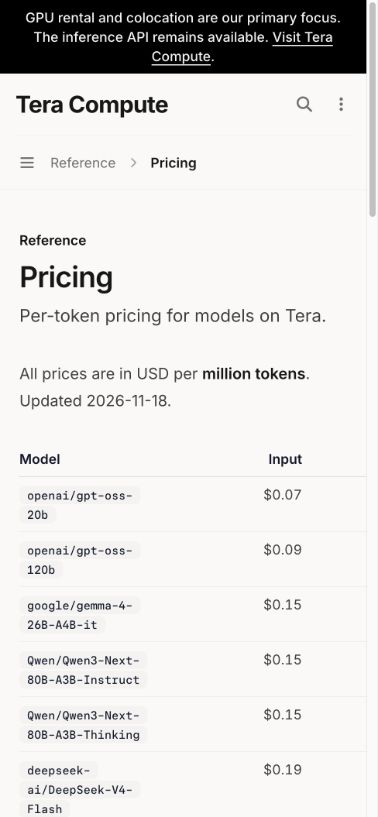 GPU rental and colocation are our primary focus.
The inference API remains available. Visit Tera
Compute.
Tera Compute
Reference > Pricing
Reference
Pricing
Per-token pricing for models on Tera.
All prices are in USD per million tokens.
Updated 2026-11-18.
Model Input
openai/gpt-oss- $0.07
20b
openai/gpt-oss- $0.09
120b
google/gemma-4- $0.15
26B-A4B-it
Qwen/Qwen3-Next- $0.15
80B-A3B-Instruct
Qwen/Qwen3-Next- $0.15
80B-A3B-Thinking
deepseek- $0.19
ai/DeepSeek-V4-
Flash